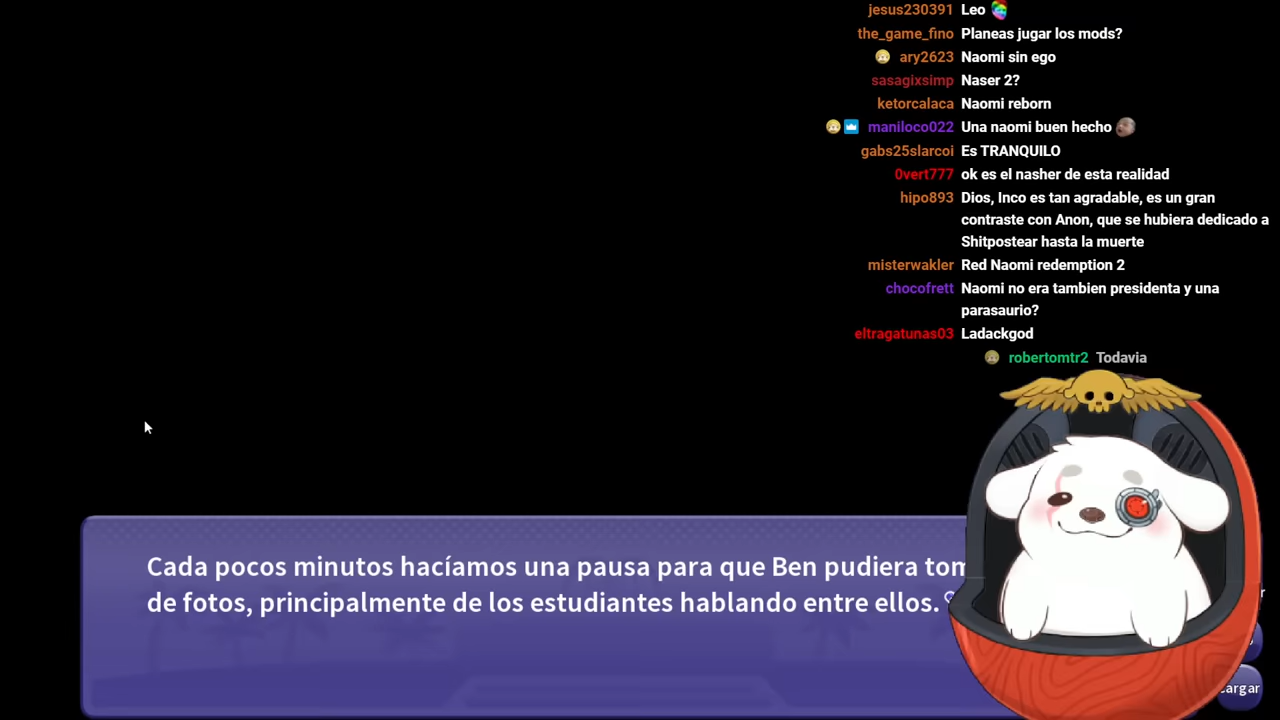 jesus230391 Leo
the_game_fino Planeas jugar los mods?
ary2623 Naomi sin ego
sasagixsimp Naser 2?
ketorcalaca Naomi reborn
maniloco022 Una naomi buen hecho
gabs25slarcoi Es TRANQUILO
0vert777 ok es el nasher de esta realidad
hipo893 Dios, Inco es tan agradable, es un gran
contraste con Anon, que se hubiera dedicado a
Shitpostear hasta la muerte
misterwakler Red Naomi redemption 2
chocofrett Naomi no era tambien presidenta y una
parasaurio?
eltragatunas03 Ladackgod
robertomtr2 Todavia
Cada pocos minutos hacíamos una pausa para que Ben pudiera tom
de fotos, principalmente de los estudiantes hablando entre ellos.
cargar